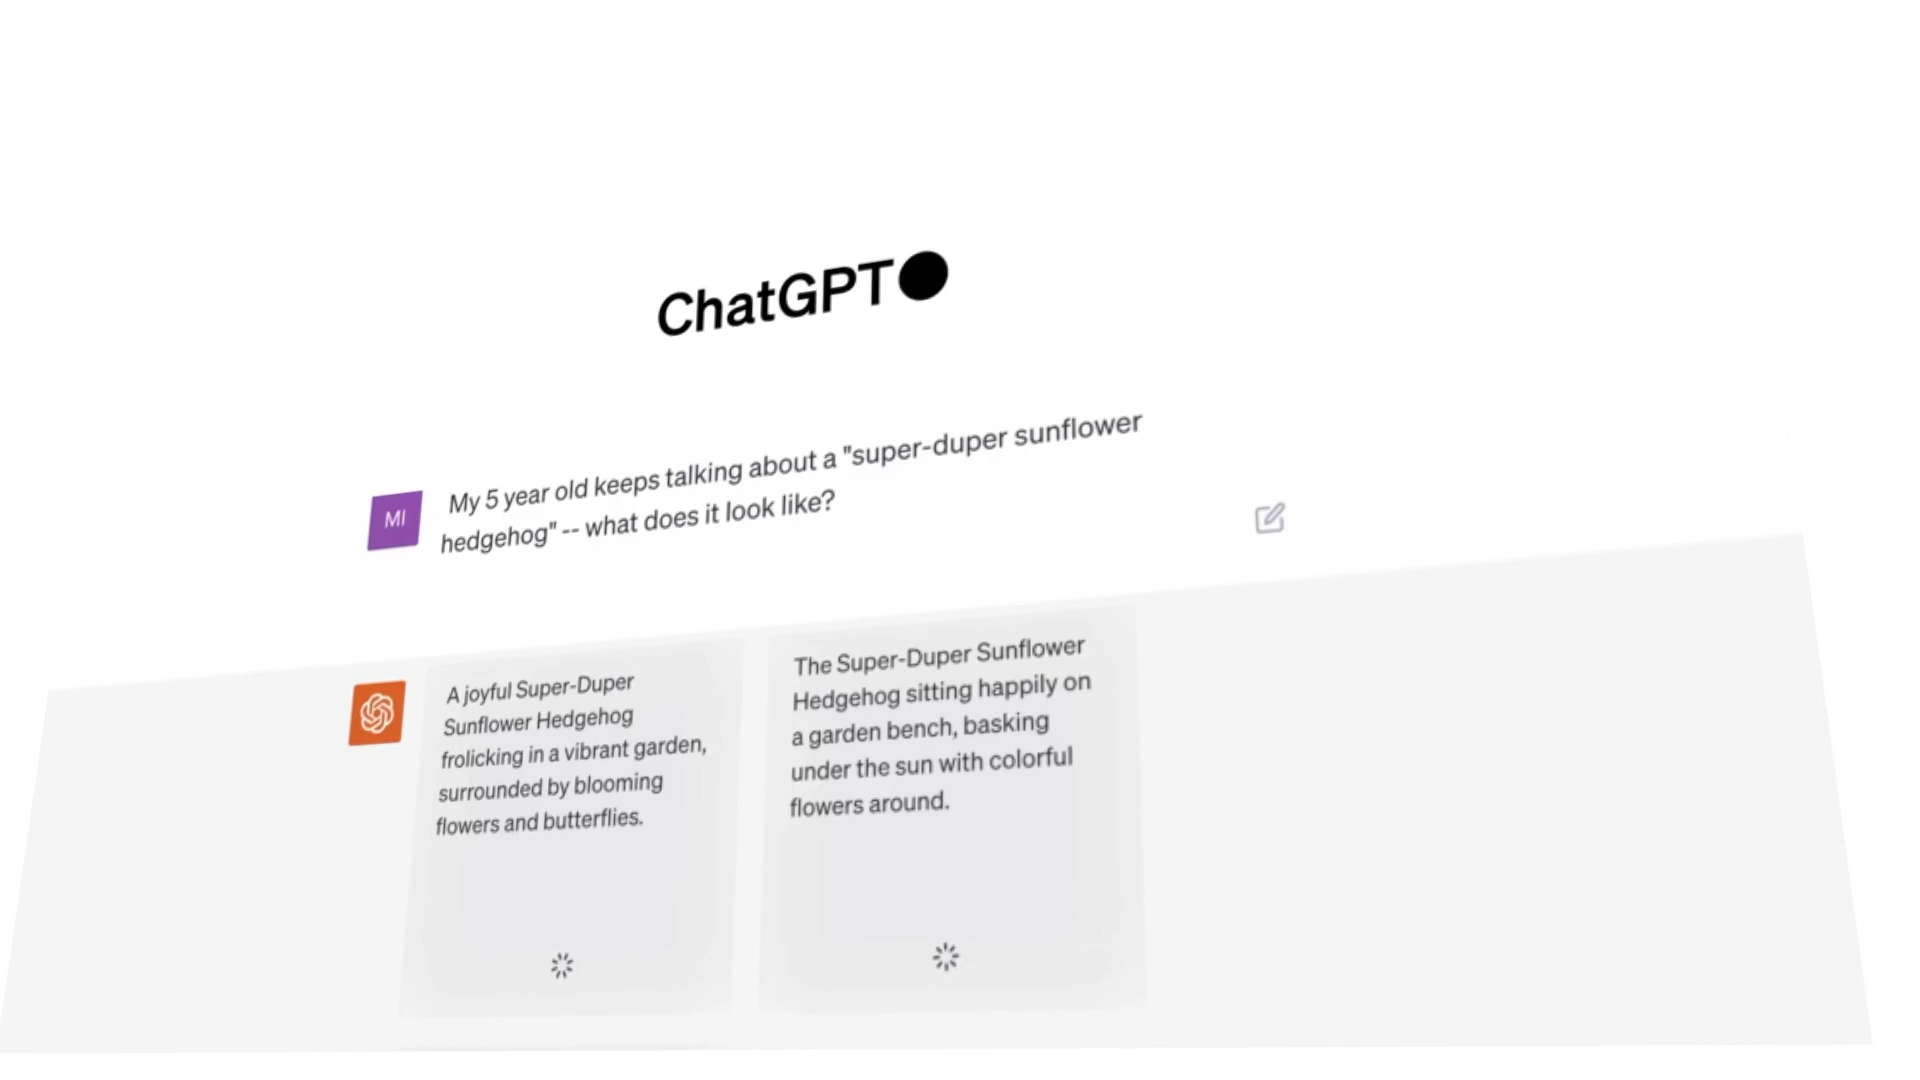 ChatGPT
MI
My 5 year old keeps talking about a "super-duper sunflower
hedgehog" -- what does it look like?
A joyful Super-Duper
Sunflower Hedgehog
frolicking in a vibrant garden,
surrounded by blooming
flowers and butterflies.
The Super-Duper Sunflower
Hedgehog sitting happily on
a garden bench, basking
under the sun with colorful
flowers around.